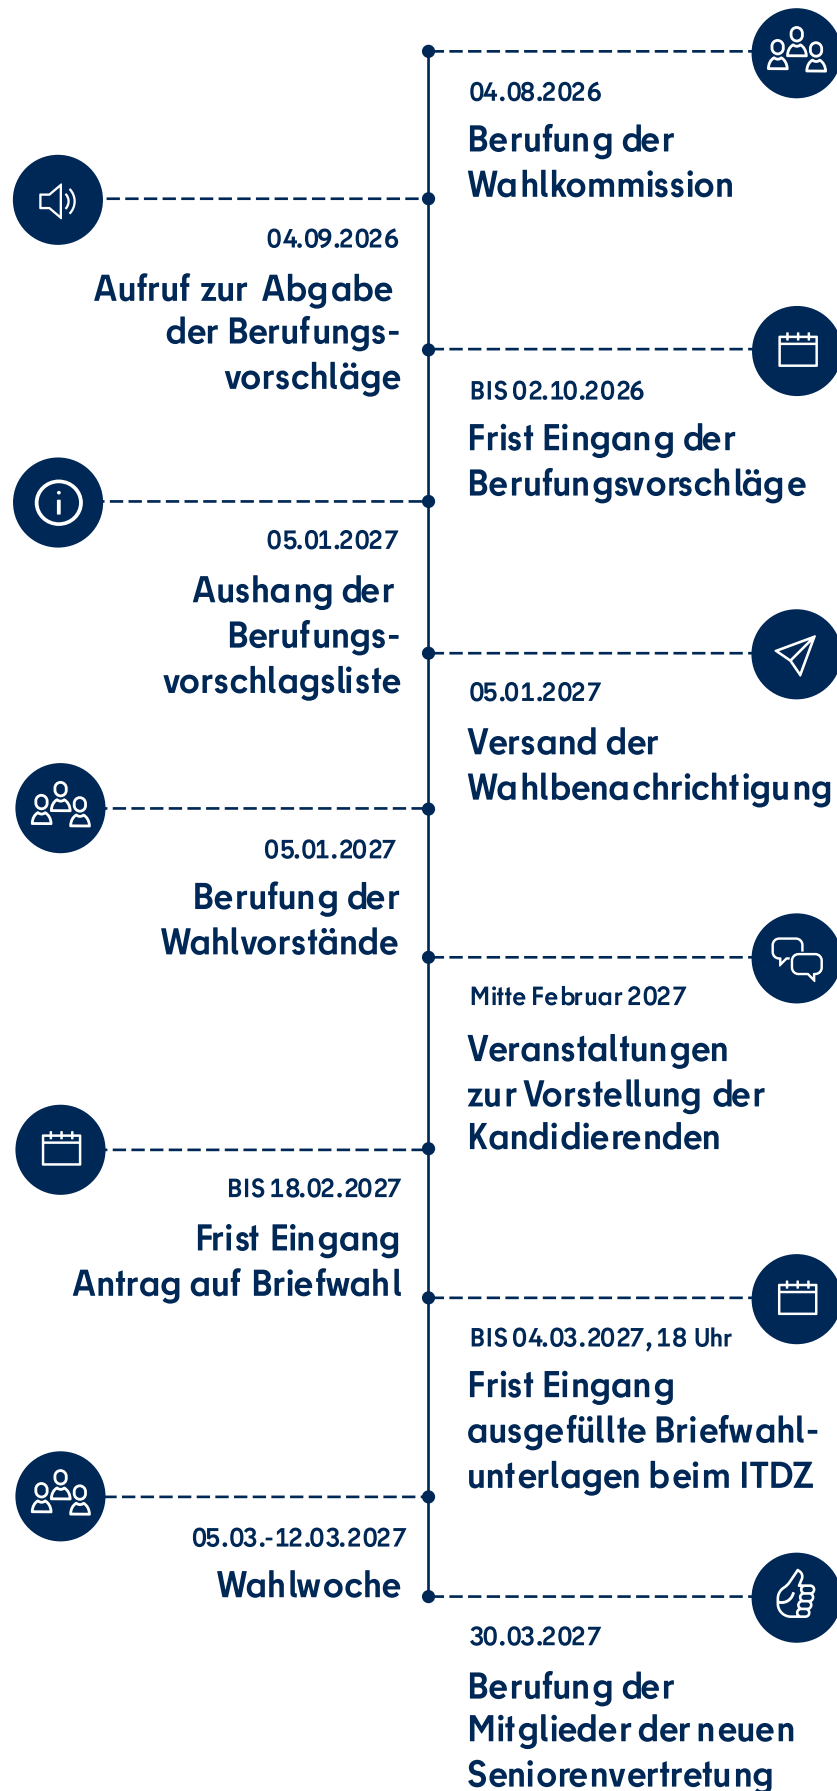 04.08.2026
Berufung der
Wahlkommission
04.09.2026
Aufruf zur Abgabe
der Berufungs-
vorschläge
BIS 02.10.2026
Frist Eingang der
Berufungsvorschläge
05.01.2027
Aushang der
Berufungs-
vorschlagsliste
05.01.2027
Versand der
Wahlbenachrichtigung
05.01.2027
Berufung der
Wahlvorstände
Mitte Februar 2027
Veranstaltungen
zur Vorstellung der
Kandidierenden
BIS 18.02.2027
Frist Eingang
Antrag auf Briefwahl
BIS 04.03.2027, 18 Uhr
Frist Eingang
ausgefüllte Briefwahl-
unterlagen beim ITDZ
05.03.-12.03.2027
Wahlwoche
30.03.2027
Berufung der
Mitglieder der neuen
Seniorenvertretung